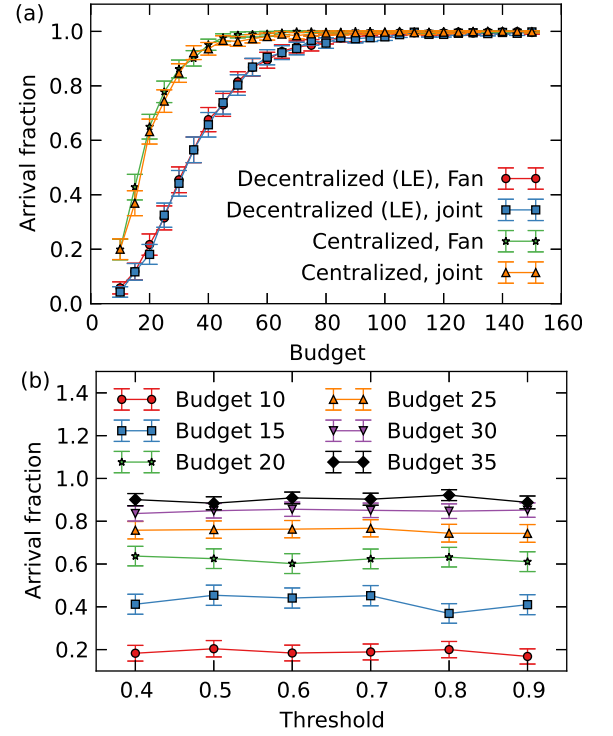 (a)
1.0
0.8
0.6
0.4
0.2
0.0
Arrival fraction
Decentralized (LE), Fan
Decentralized (LE), joint
Centralized, Fan
Centralized, joint
0 20 40 60 80 100 120 140 160
Budget
(b)
1.4
1.2
1.0
0.8
0.6
0.4
0.2
Arrival fraction
Budget 10 Budget 25
Budget 15 Budget 30
Budget 20 Budget 35
0.4 0.5 0.6 0.7 0.8 0.9
Threshold